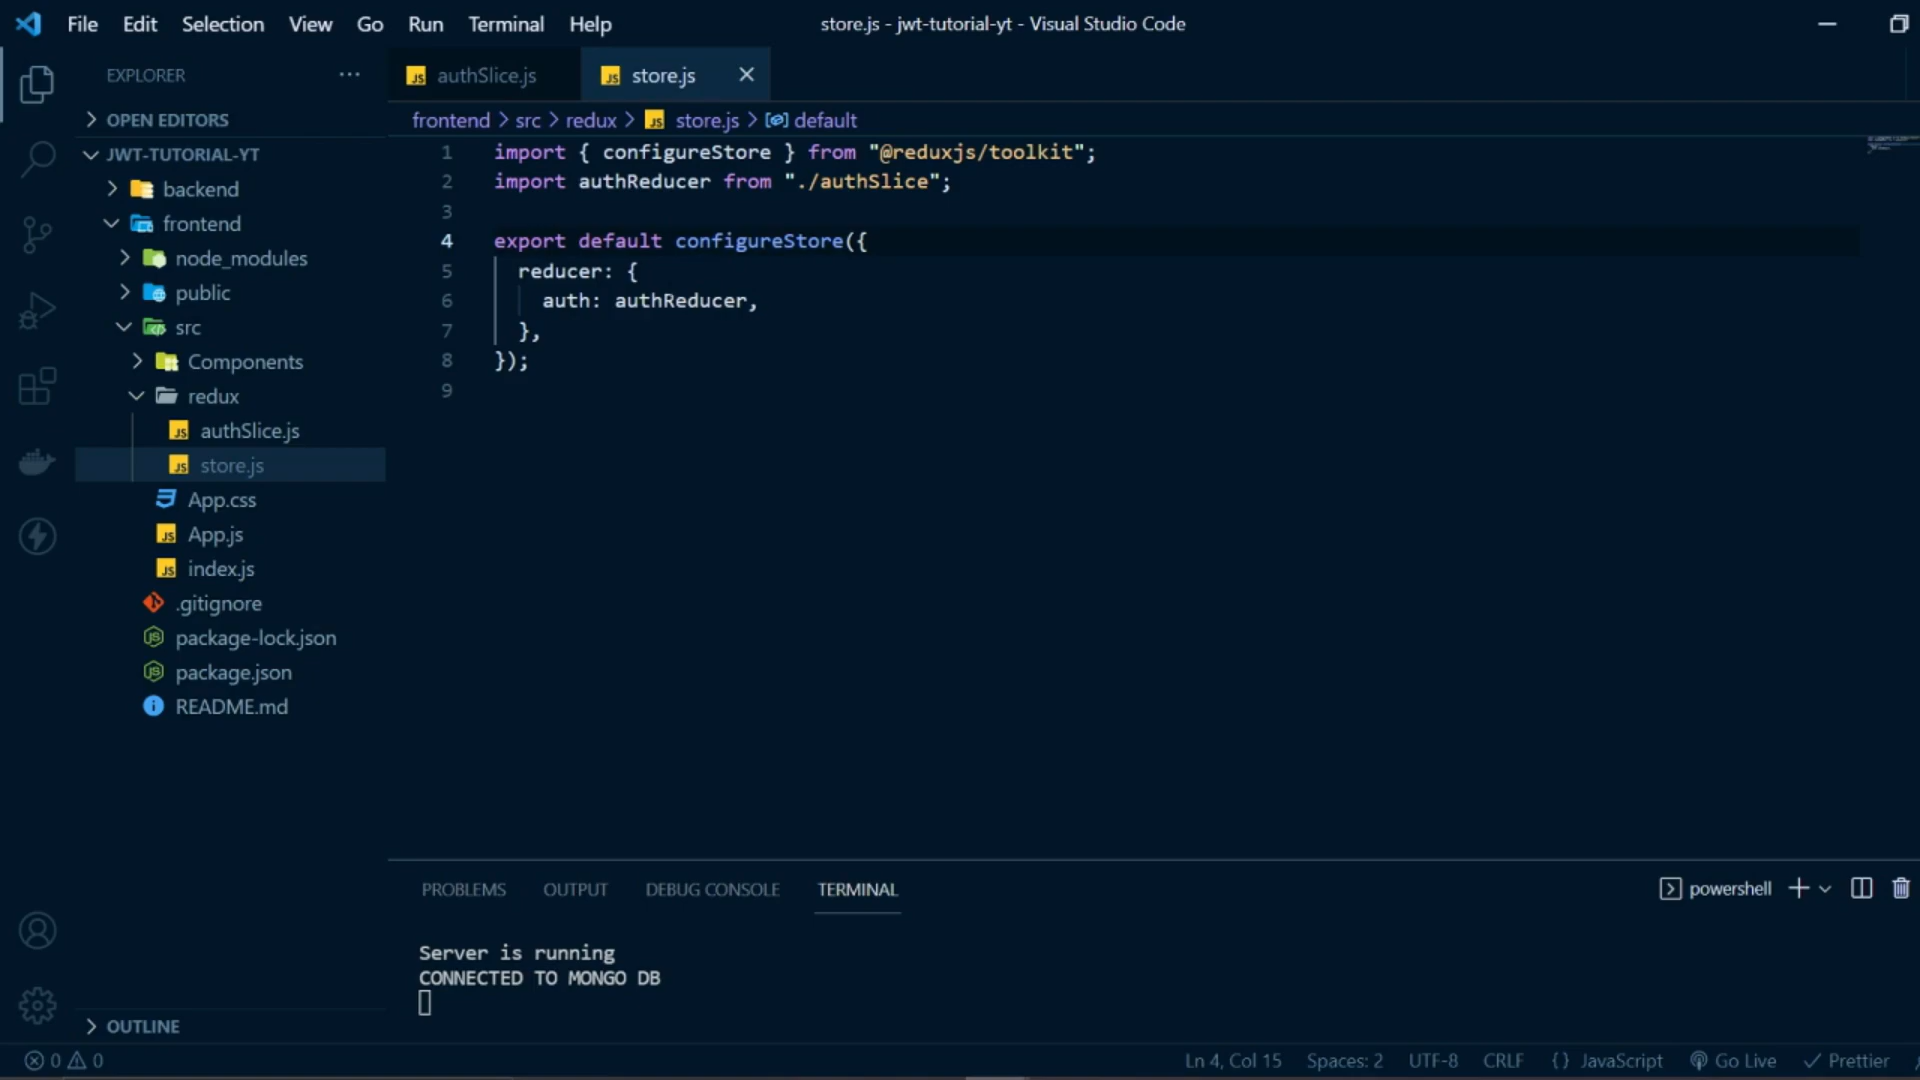 File Edit Selection View Go Run Terminal Help
store.js - jwt-tutorial-yt - Visual Studio Code
EXPLORER
OPEN EDITORS
JWT-TUTORIAL-YT
backend
frontend
node_modules
public
src
Components
redux
authSlice.js
store.js
App.css
App.js
index.js
.gitignore
package-lock.json
package.json
README.md
OUTLINE
authSlice.js store.js
frontend > src > redux > store.js > default
1 import { configureStore } from "@reduxjs/toolkit";
2 import authReducer from "./authSlice";
3
4 export default configureStore({
5 reducer: {
6 auth: authReducer,
7 },
8 });
9
PROBLEMS OUTPUT DEBUG CONSOLE TERMINAL
powershell
Server is running
CONNECTED TO MONGO DB
0 0 Ln 4, Col 15 Spaces: 2 UTF-8 CRLF {} JavaScript Go Live Prettier